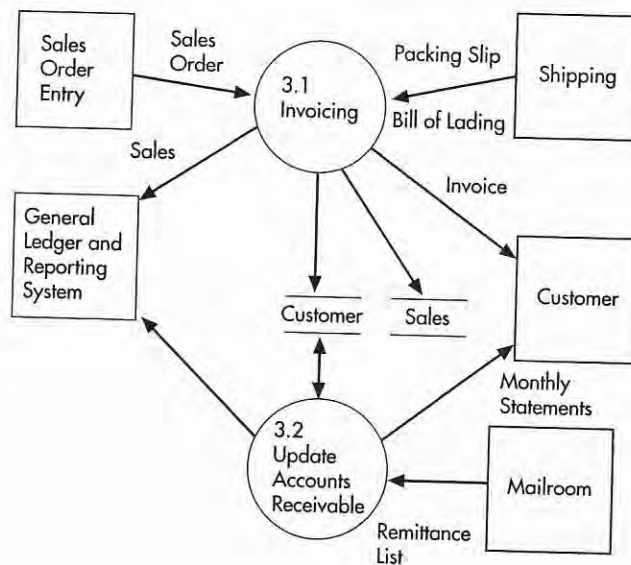 Sales
Order
Entry
Sales
Order
3.1
Invoicing
Packing Slip
Bill of Lading
Shipping
Sales
Invoice
General
Ledger and
Reporting
System
Customer
Sales
Customer
Monthly
Statements
3.2
Update
Accounts
Receivable
Mailroom
Remittance
List